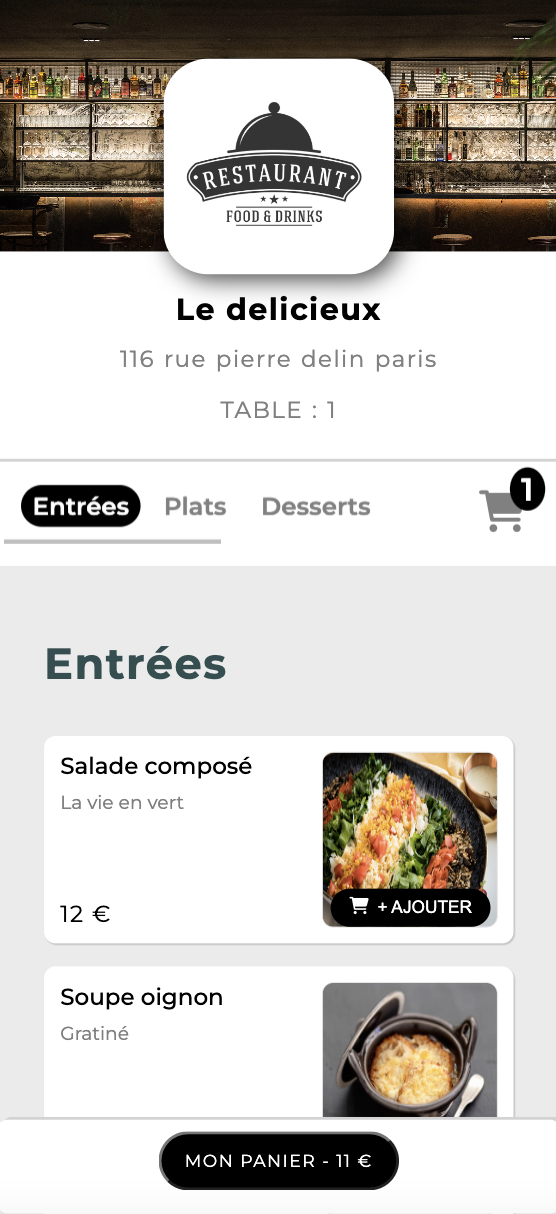 RESTAURANT
FOOD & DRINKS
Le delicieux
116 rue pierre delin paris
TABLE : 1
Entrées Plats Desserts 1
Entrées
Salade composé
La vie en vert
12 €
+ AJOUTER
Soupe oignon
Gratiné
MON PANIER - 11 €